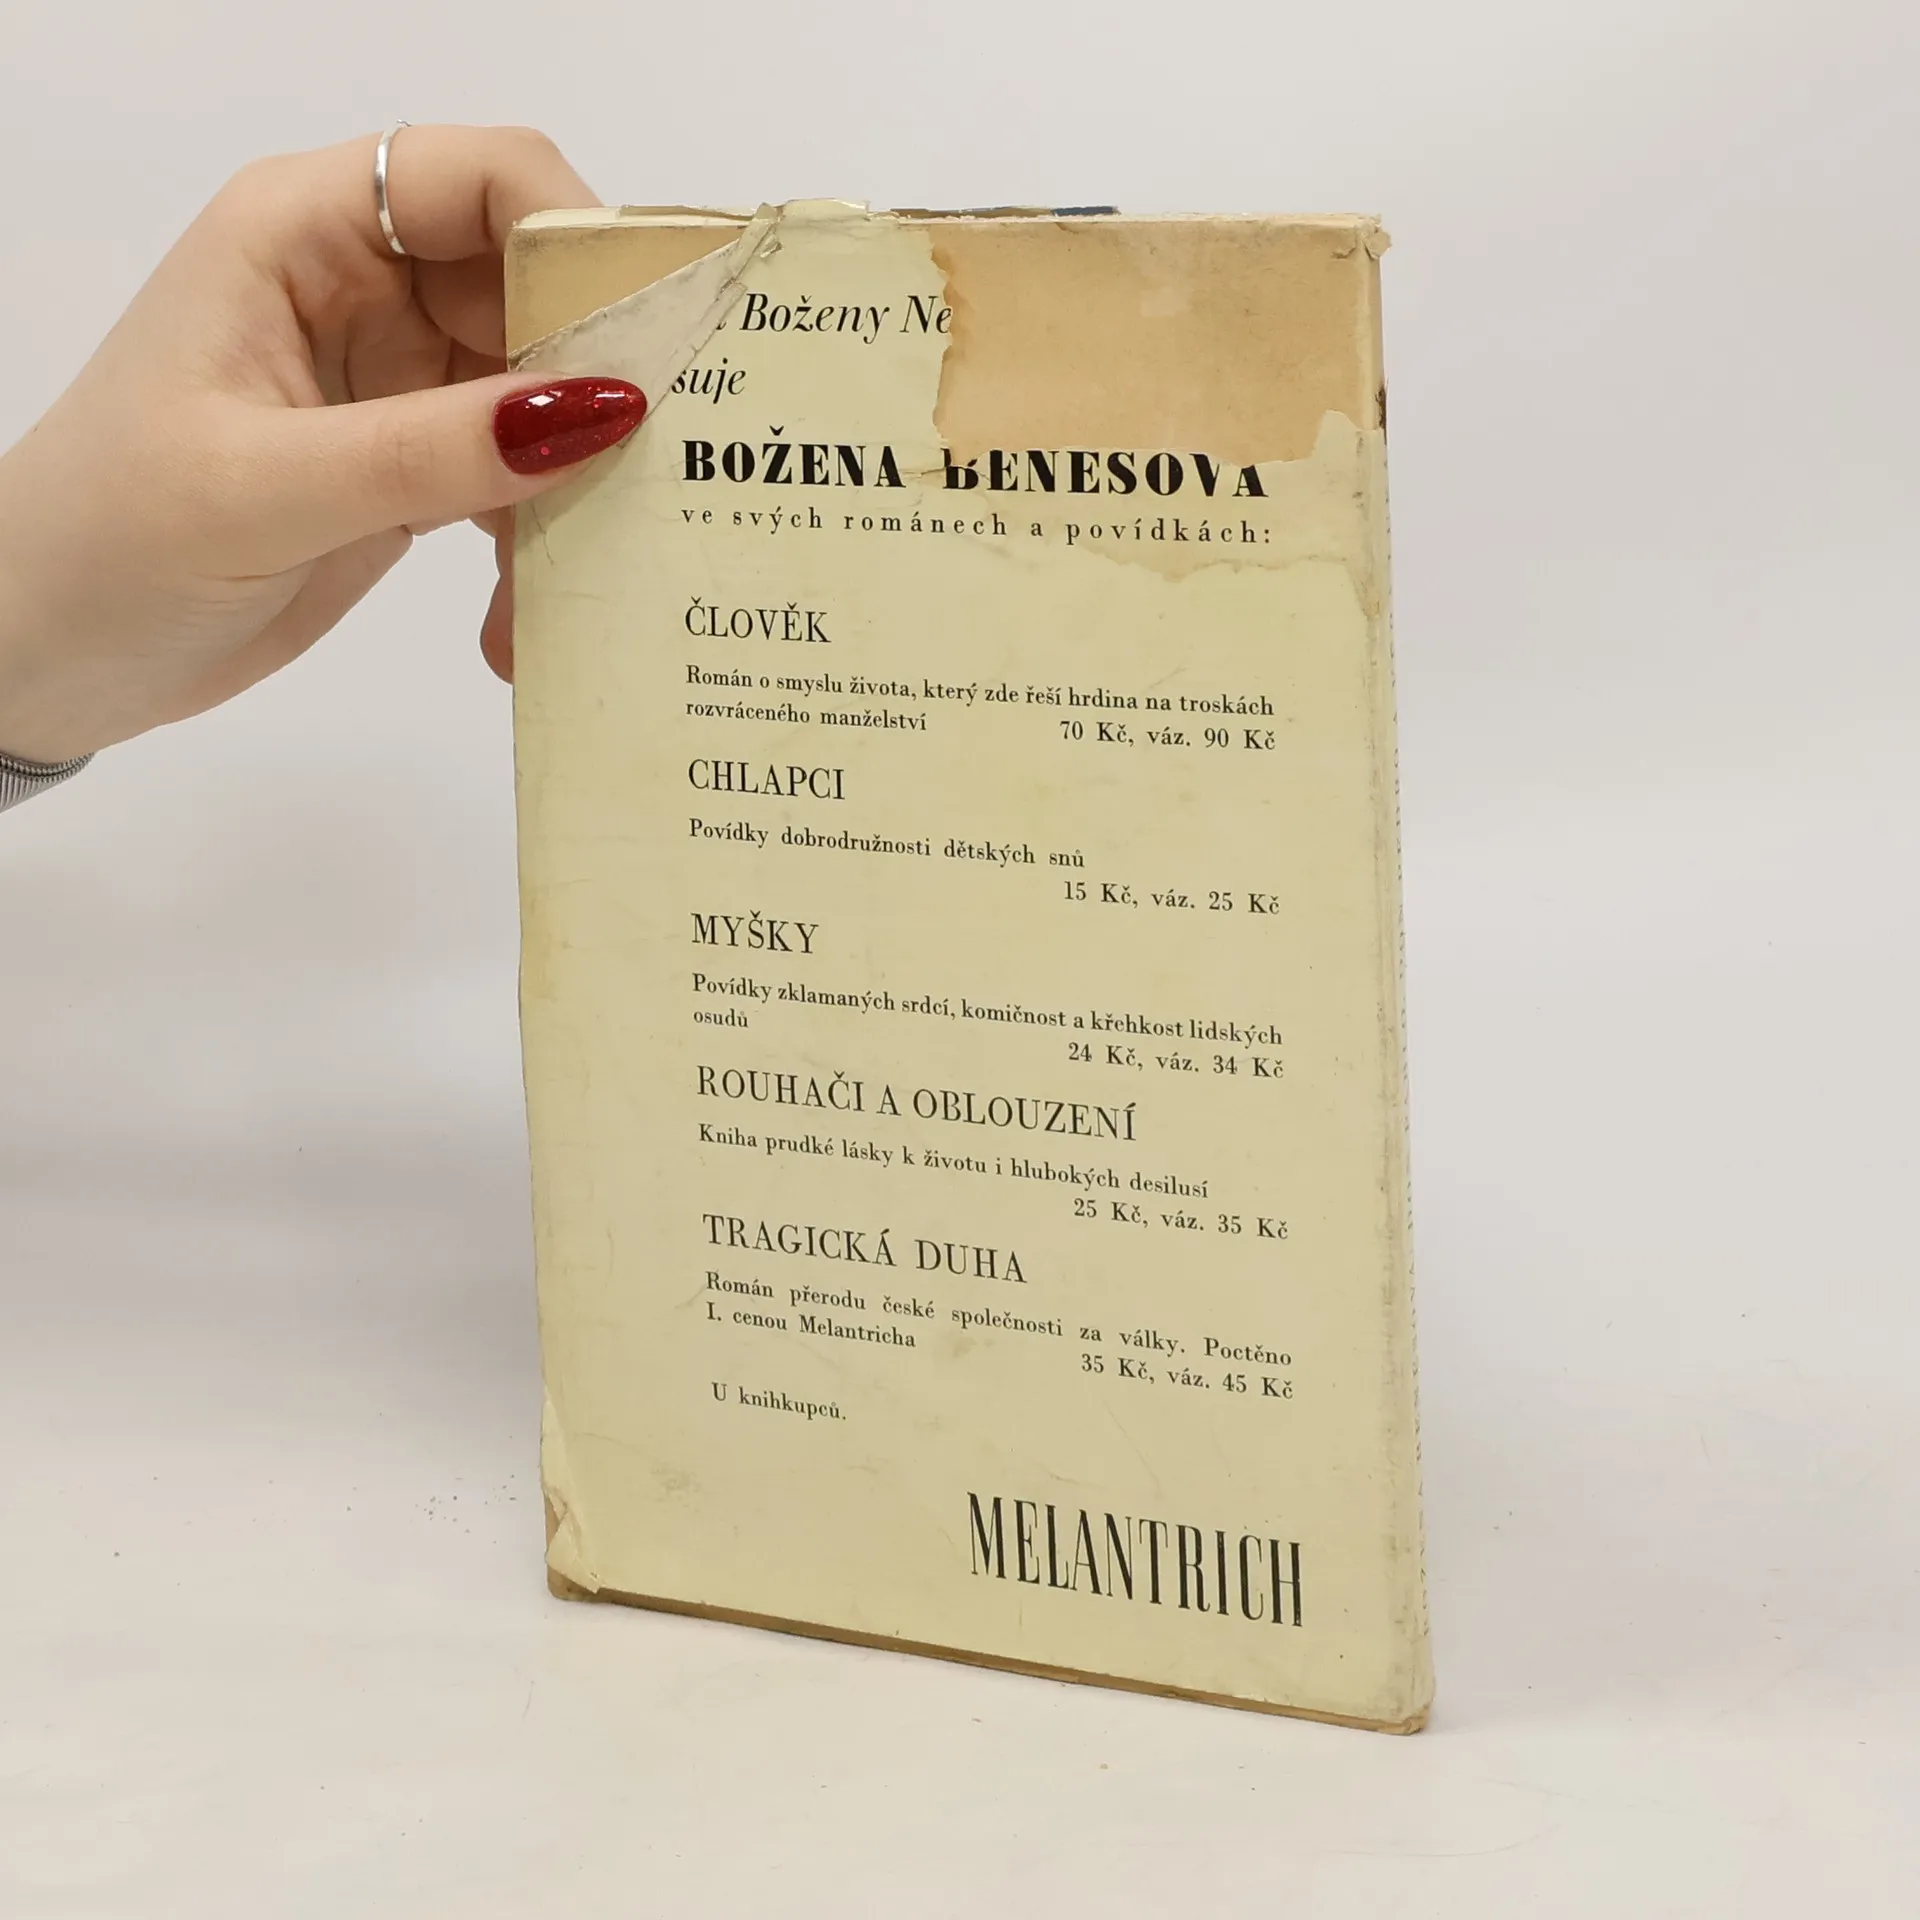 Boženy Ne
suje
BOŽENA BENEŠOVÁ
ve svých románech a povídkách:
ČLOVĚK
Román o smyslu života, který zde řeší hrdina na troskách
rozvráceného manželství 70 Kč, váz. 90 Kč
CHLAPCI
Povídky dobrodružnosti dětských snů
15 Kč, váz. 25 Kč
MYŠKY
Povídky zklamaných srdcí, komičnost a křehkost lidských
osudů 24 Kč, váz. 34 Kč
ROUHAČI A OBLOUZENÍ
Kniha prudké lásky k životu i hlubokých desilusí
25 Kč, váz. 35 Kč
TRAGICKÁ DUHA
Román přerodu české společnosti za války. Poctěno
I. cenou Melantricha 35 Kč, váz. 45 Kč
U knihkupců.
MELANTRICH